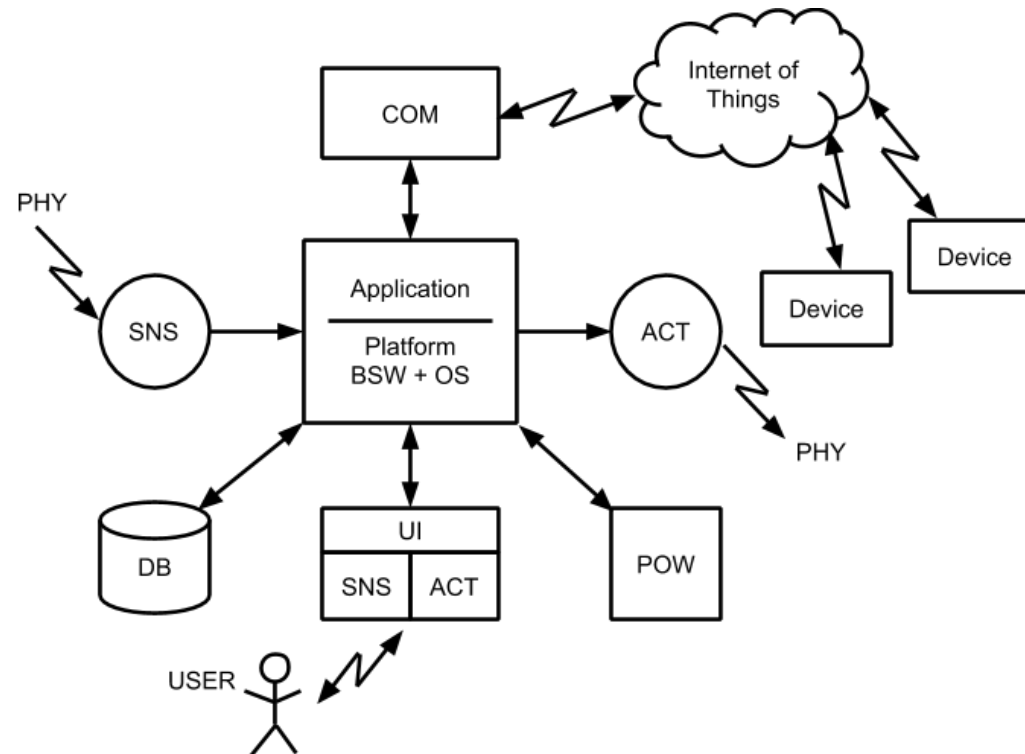 Internet of
Things
COM
PHY
Device
Application
Device
SNS
ACT
Platform
BSW + OS
PHY
UI
DB
SNS
ACT
POW
USER